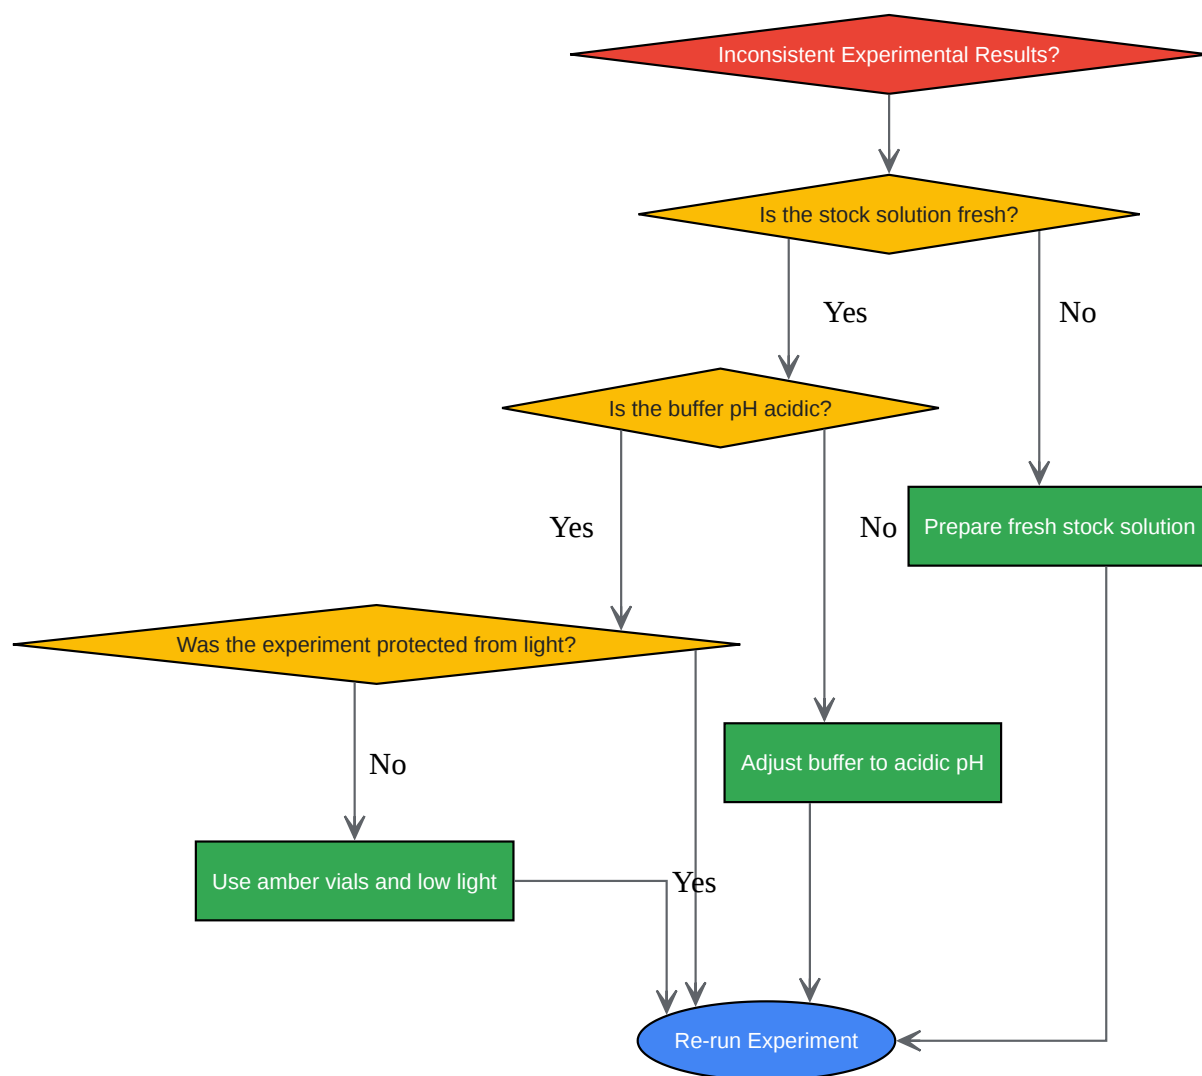 Inconsistent Experimental Results?
Is the stock solution fresh?
Yes
No
Is the buffer pH acidic?
Yes
No
Prepare fresh stock solution
Was the experiment protected from light?
No
Adjust buffer to acidic pH
Use amber vials and low light
Yes
Re-run Experiment